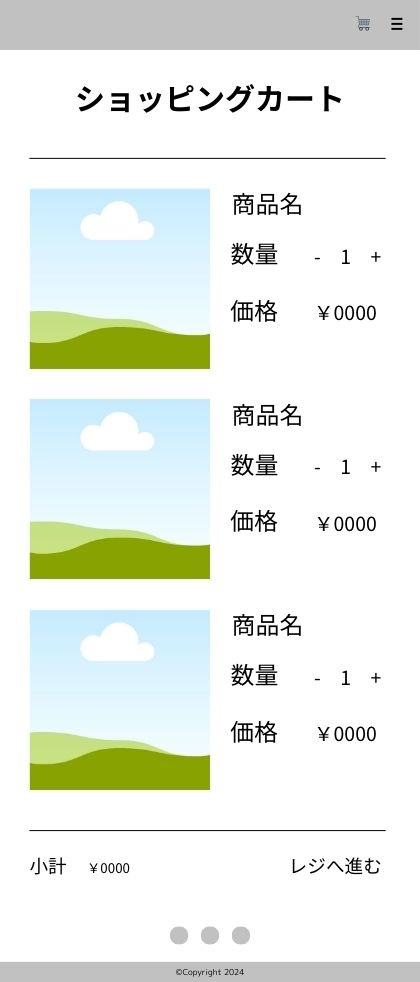 ショッピングカート
商品名
数量 - 1 +
価格 ￥0000
商品名
数量 - 1 +
価格 ￥0000
商品名
数量 - 1 +
価格 ￥0000
小計 ￥0000 レジへ進む
©Copyright 2024